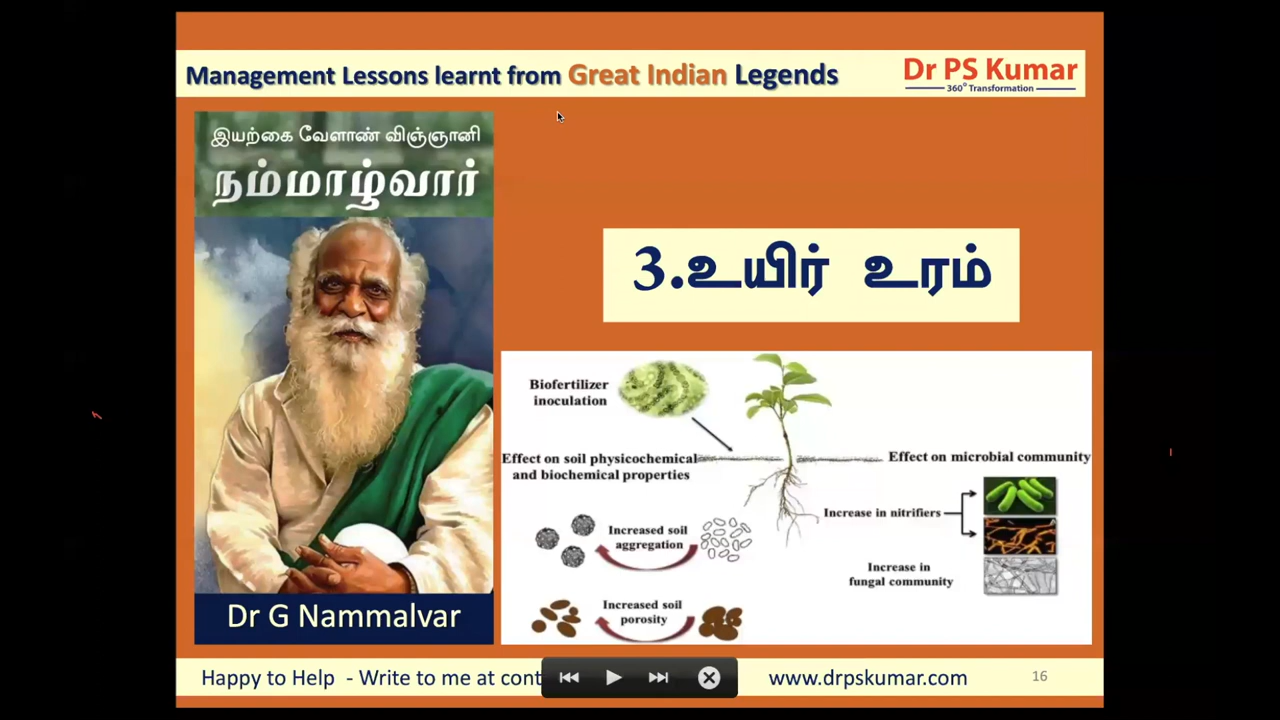 Management Lessons learnt from Great Indian Legends
Dr PS Kumar
360° Transformation
இயற்கை வேளாண் விஞ்ஞானி
நம்மாழ்வார்
Dr G Nammalvar
3.உயிர் உரம்
Biofertilizer
inoculation
Effect on soil physicochemical
and biochemical properties
Effect on microbial community
Increase in nitrifiers
Increased soil
aggregation
Increase in
fungal community
Increased soil
porosity
Happy to Help - Write to me at
www.drpskumar.com
16